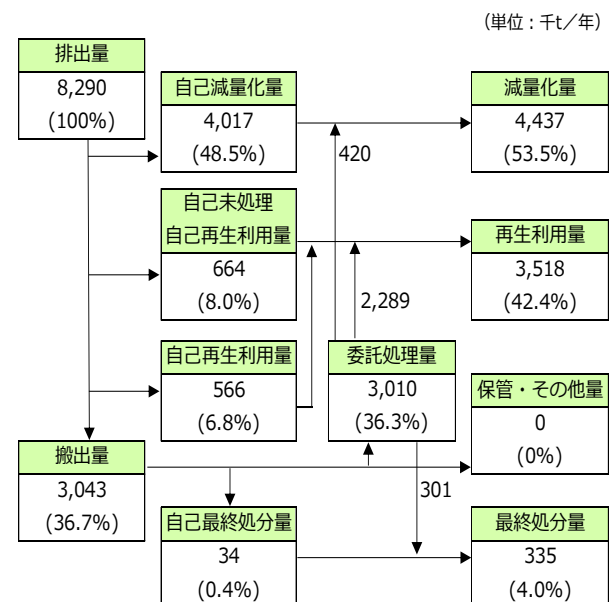 （単位：千t／年）
排出量
8,290
(100%)
自己減量化量
4,017
(48.5%)
減量化量
4,437
(53.5%)
420
自己未処理
自己再生利用量
664
(8.0%)
再生利用量
3,518
(42.4%)
2,289
自己再生利用量
566
(6.8%)
委託処理量
3,010
(36.3%)
保管・その他量
0
(0%)
搬出量
3,043
(36.7%)
301
自己最終処分量
34
(0.4%)
最終処分量
335
(4.0%)